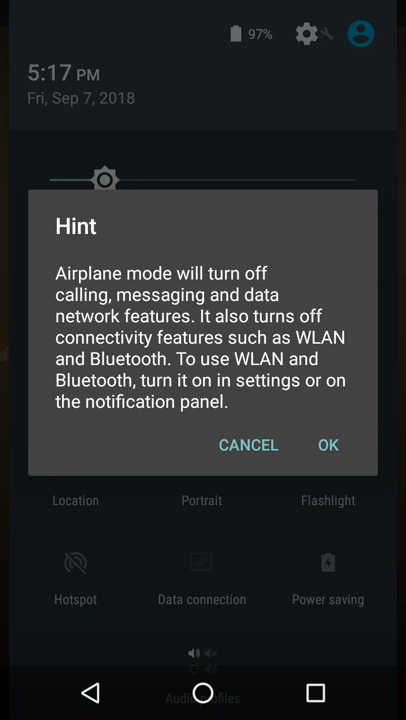 97%
5:17 PM
Fri, Sep 7, 2018
Hint
Airplane mode will turn off
calling, messaging and data
network features. It also turns off
connectivity features such as WLAN
and Bluetooth. To use WLAN and
Bluetooth, turn it on in settings or on
the notification panel.
CANCEL OK
Location Portrait Flashlight
Hotspot Data connection Power saving
Audio profiles